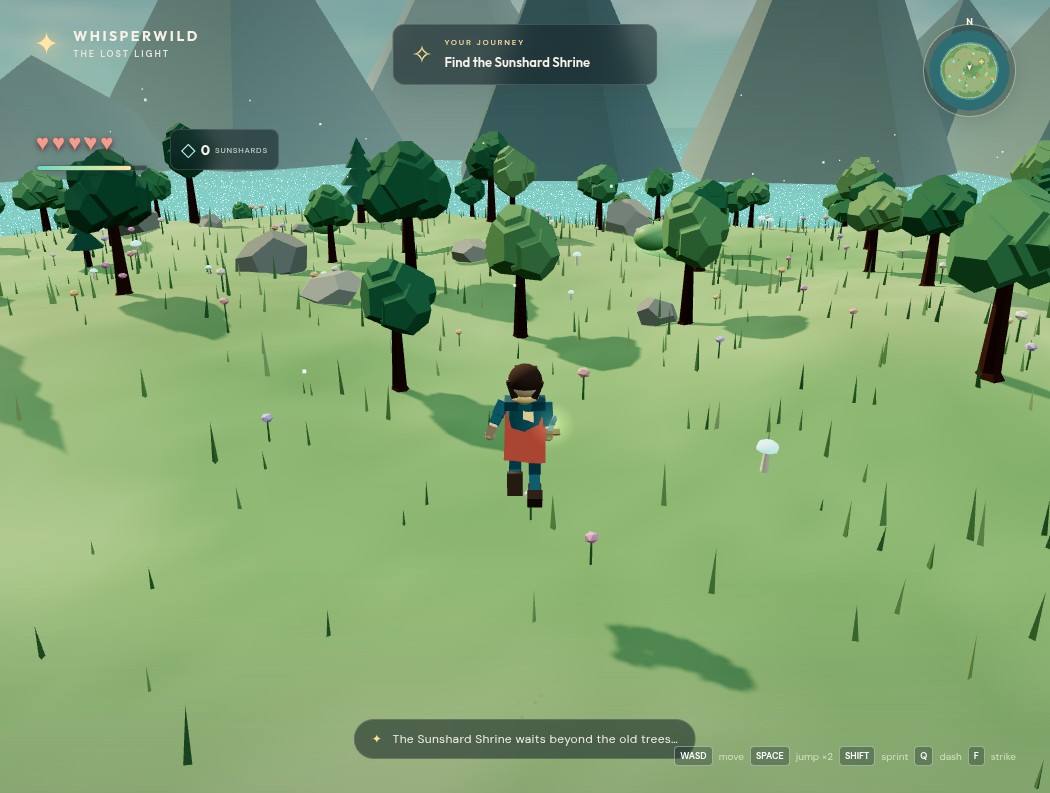 WHISPERWILD
THE LOST LIGHT
YOUR JOURNEY
Find the Sunshard Shrine
N
0 SUNSHARDS
The Sunshard Shrine waits beyond the old trees…
WASD move SPACE jump ×2 SHIFT sprint Q dash F strike